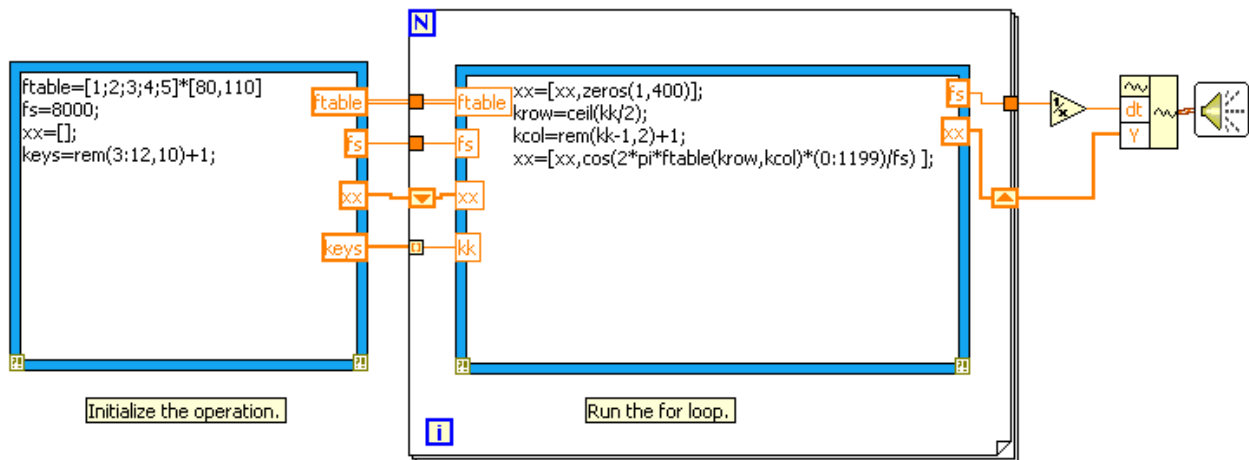 N
ftable=[1;2;3;4;5]*[80,110]
fs=8000;
xx=[];
keys=rem(3:12,10)+1;
ftable
fs
xx
keys
ftable
fs
xx
kk
xx=[xx,zeros(1,400)];
krow=ceil(kk/2);
kcol=rem(kk-1,2)+1;
xx=[xx,cos(2*pi*ftable(krow,kcol)*(0:1199)/fs) ];
fs
xx
1/x
dt
Y
?!
?!
?!
?!
Initialize the operation.
Run the for loop.
i